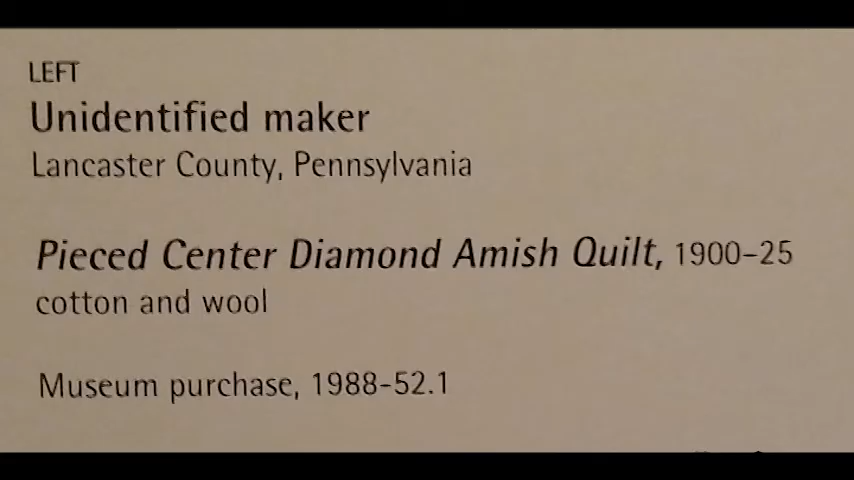 LEFT
Unidentified maker
Lancaster County, Pennsylvania
Pieced Center Diamond Amish Quilt, 1900–25
cotton and wool
Museum purchase, 1988-52.1